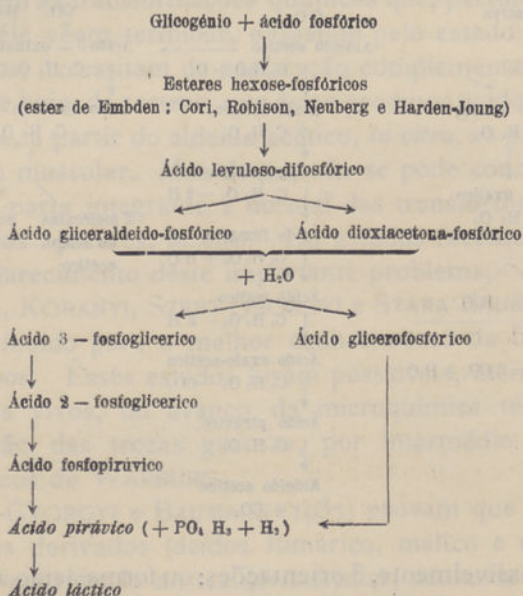 Glicogénio + ácido fosfórico
Esteres hexose-fosfóricos
(ester de Embden : Cori, Robison, Neuberg e Harden-Joung)
Ácido levuloso-difosfórico
Ácido gliceraldeido-fosfórico Ácido dioxiacetona-fosfórico
+ H₂O
Ácido 3 — fosfoglicerico Ácido glicerofosfórico
Ácido 2 — fosfoglicerico
Ácido fosfopirúvico
Ácido pirávico (+ PO₄ H₃ + H₂)
Ácido láctico